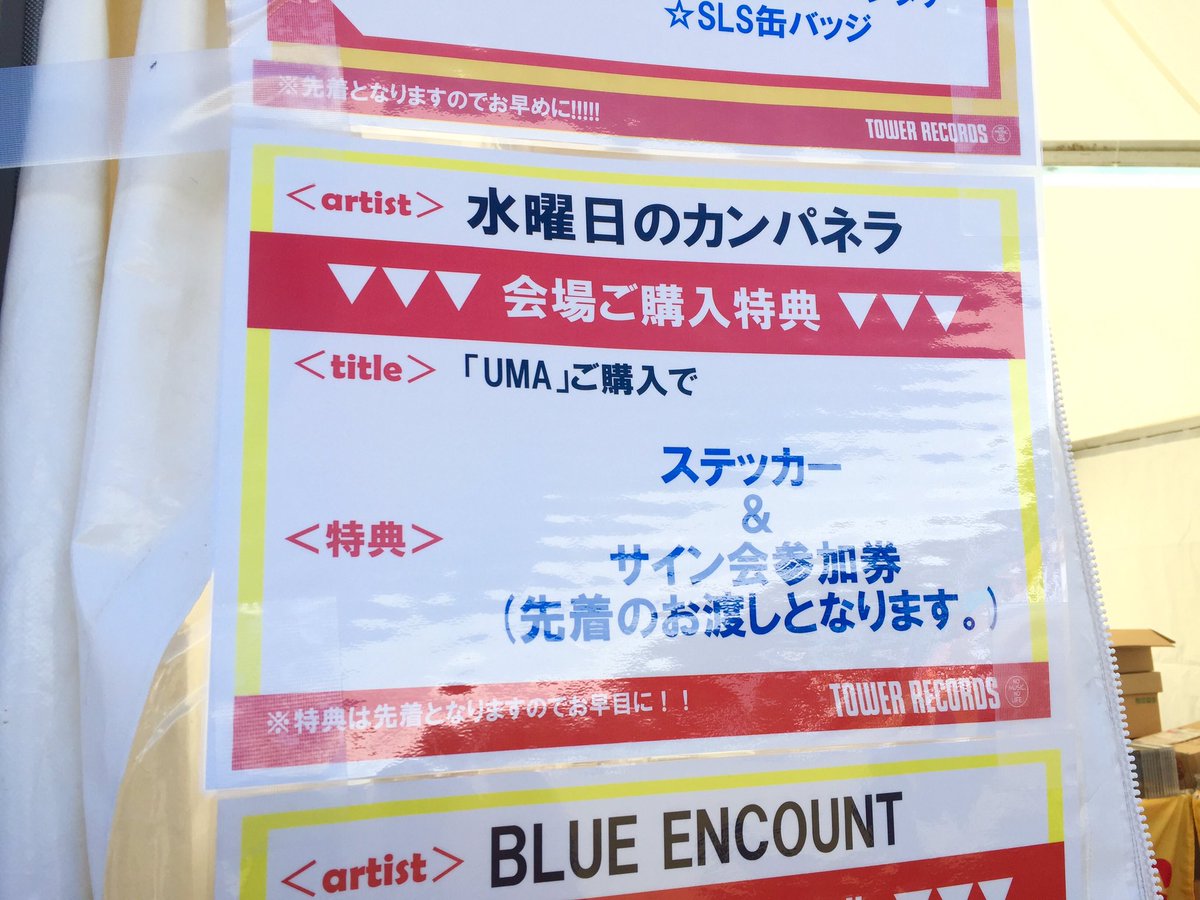 ☆SLS缶バッジ
※先着となりますのでお早めに!!!!!
TOWER RECORDS
<artist> 水曜日のカンパネラ
▼▼▼ 会場ご購入特典 ▼▼▼
<title> 「UMA」ご購入で
ステッカー
&
<特典> サイン会参加券
(先着のお渡しとなります。)
※特典は先着となりますのでお早目に！！
TOWER RECORDS NO MUSIC, NO LIFE.
<artist> BLUE ENCOUNT